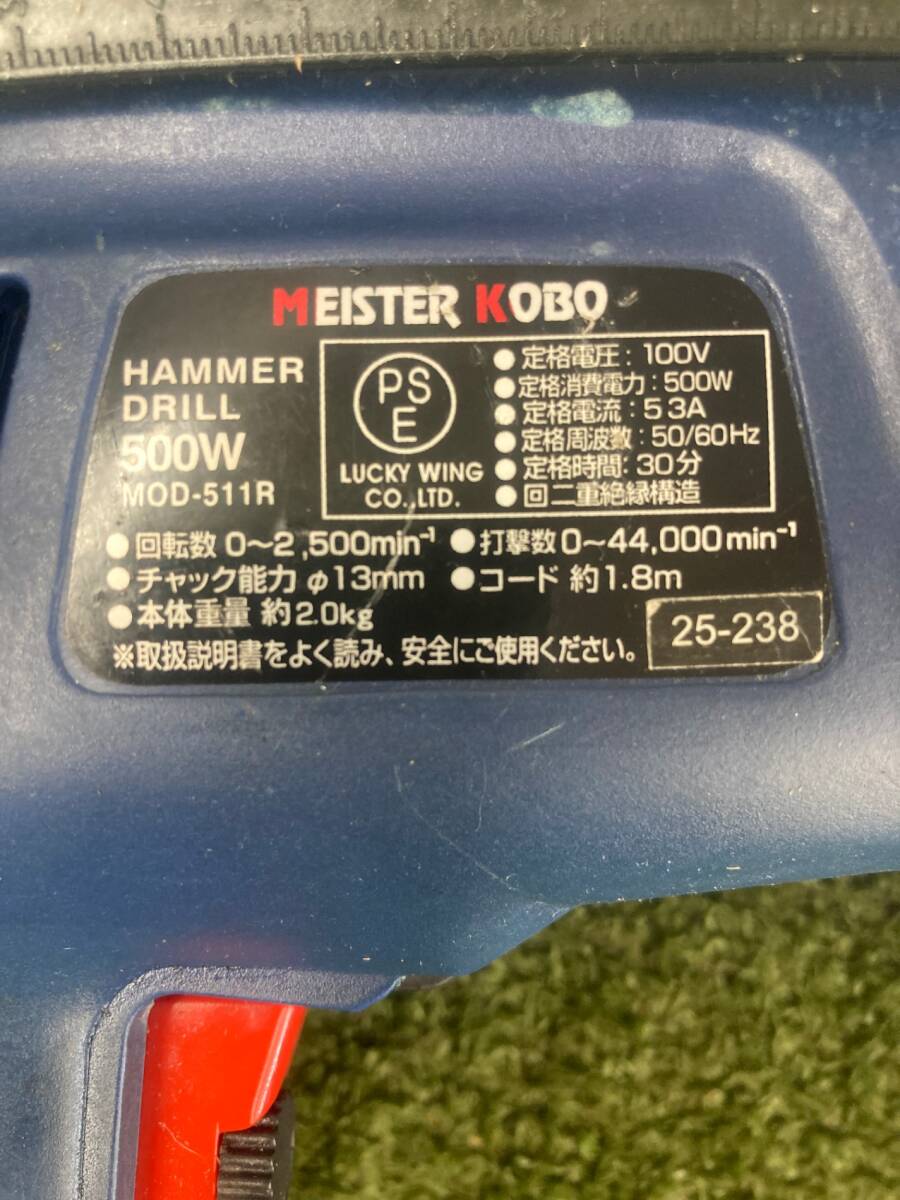 MEISTER KOBO
HAMMER
DRILL
500W
MOD-511R
PS
E
LUCKY WING
CO.,LTD.
●定格電圧：100V
●定格消費電力：500W
●定格電流：5 3A
●定格周波数：50/60Hz
●定格時間：30分
●回二重絶縁構造
●回転数 0〜2,500min⁻¹ ●打撃数0〜44,000min⁻¹
●チャック能力 φ13mm ●コード 約1.8m
●本体重量 約2.0kg
※取扱説明書をよく読み、安全にご使用ください。
25-238